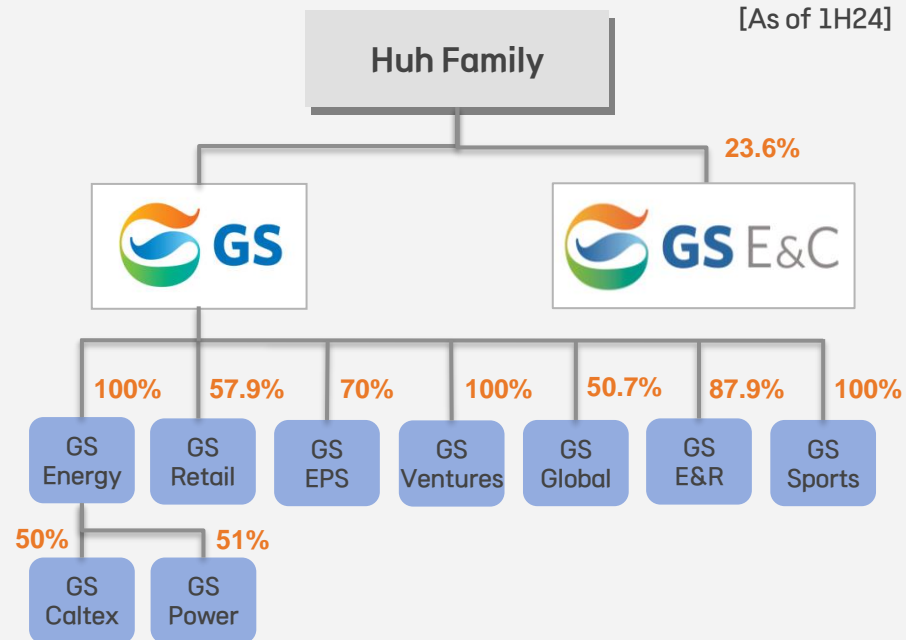 [As of 1H24]
Huh Family
23.6%
GS
GS E&C
100%
57.9%
70%
100%
50.7%
87.9%
100%
GS
Energy
GS
Retail
GS
EPS
GS
Ventures
GS
Global
GS
E&R
GS
Sports
50%
51%
GS
Caltex
GS
Power